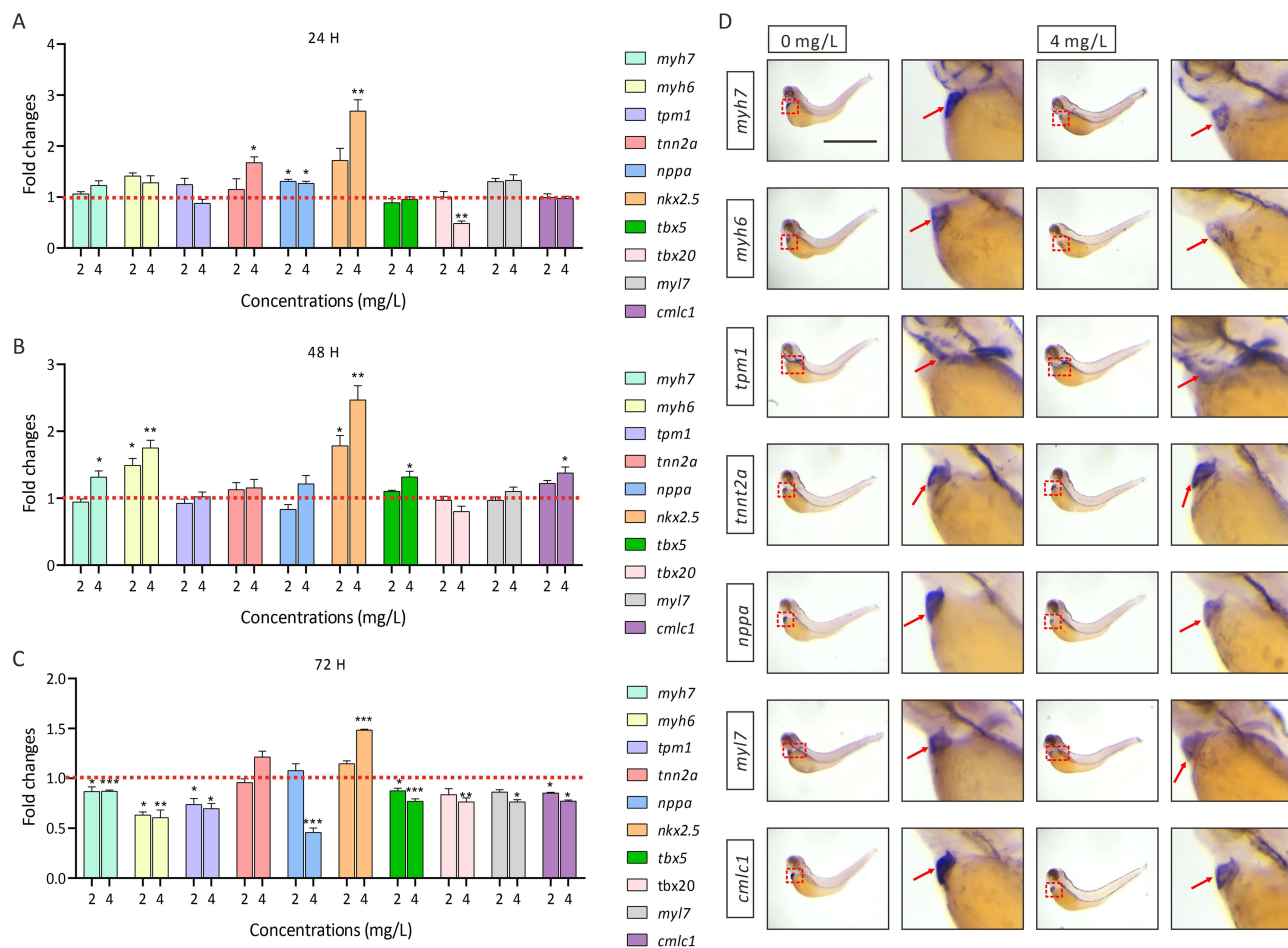 A
24 H
Fold changes
4
3
2
1
0
** 
* * * **
2 4 2 4 2 4 2 4 2 4 2 4 2 4 2 4 2 4 2 4
Concentrations (mg/L)
myh7
myh6
tpm1
tnn2a
nppa
nkx2.5
tbx5
tbx20
myl7
cmlc1
B
48 H
Fold changes
3
2
1
0
* * ** * ** * *
2 4 2 4 2 4 2 4 2 4 2 4 2 4 2 4 2 4 2 4
Concentrations (mg/L)
myh7
myh6
tpm1
tnn2a
nppa
nkx2.5
tbx5
tbx20
myl7
cmlc1
C
72 H
Fold changes
2.0
1.5
1.0
0.5
0.0
* *** * ** * * *** *** * *** ** * * *
2 4 2 4 2 4 2 4 2 4 2 4 2 4 2 4 2 4 2 4
Concentrations (mg/L)
myh7
myh6
tpm1
tnn2a
nppa
nkx2.5
tbx5
tbx20
myl7
cmlc1
D
0 mg/L 4 mg/L
myh7
myh6
tpm1
tnnt2a
nppa
myl7
cmlc1